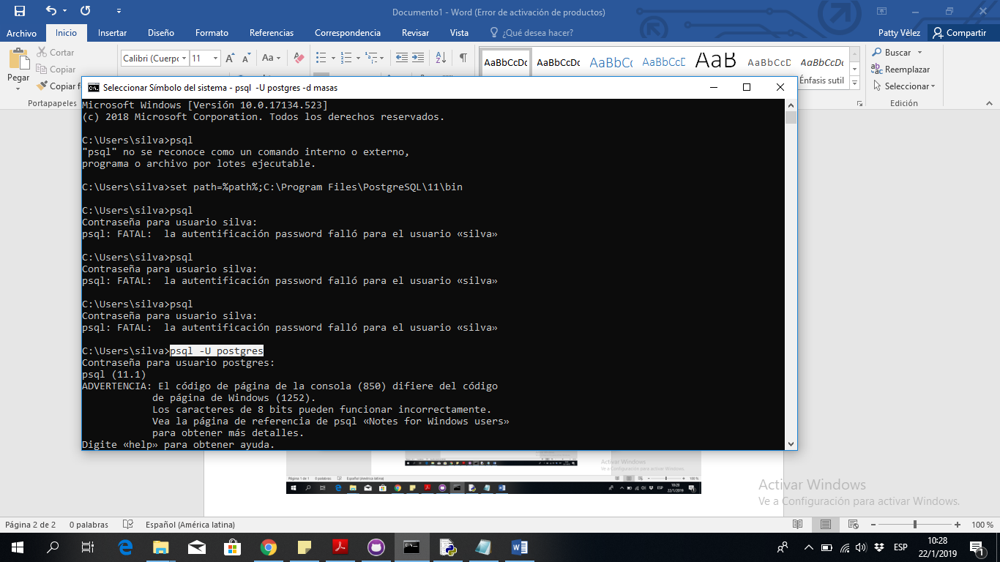 Documento1 - Word (Error de activación de productos)
Archivo Inicio Insertar Diseño Formato Referencias Correspondencia Revisar Vista ¿Qué desea hacer? Patty Vèlez Compartir
Pegar
Cortar
Copiar
Copiar f
Portapapeles
Calibri (Cuerpo 11
AaBbCcDc AaBbCcDc AaBbCc AaBbCcD AaB AaBbCcD AaBbCcDc
Énfasis sutil
Buscar
Reemplazar
Seleccionar
Edición
Seleccionar Símbolo del sistema - psql -U postgres -d masas
Microsoft Windows [Versión 10.0.17134.523]
(c) 2018 Microsoft Corporation. Todos los derechos reservados.
C:\Users\silva>psql
"psql" no se reconoce como un comando interno o externo,
programa o archivo por lotes ejecutable.
C:\Users\silva>set path=%path%;C:\Program Files\PostgreSQL\11\bin
C:\Users\silva>psql
Contraseña para usuario silva:
psql: FATAL:  la autentificación password falló para el usuario «silva»
C:\Users\silva>psql
Contraseña para usuario silva:
psql: FATAL:  la autentificación password falló para el usuario «silva»
C:\Users\silva>psql
Contraseña para usuario silva:
psql: FATAL:  la autentificación password falló para el usuario «silva»
C:\Users\silva>psql -U postgres
Contraseña para usuario postgres:
psql (11.1)
ADVERTENCIA: El código de página de la consola (850) difiere del código
de página de Windows (1252).
Los caracteres de 8 bits pueden funcionar incorrectamente.
Vea la página de referencia de psql «Notes for Windows users»
para obtener más detalles.
Digite «help» para obtener ayuda.
Activar Windows
Ve a Configuración para activar Windows.
Página 2 de 2 0 palabras Español (América latina) 100 %
ESP
10:28
22/1/2019